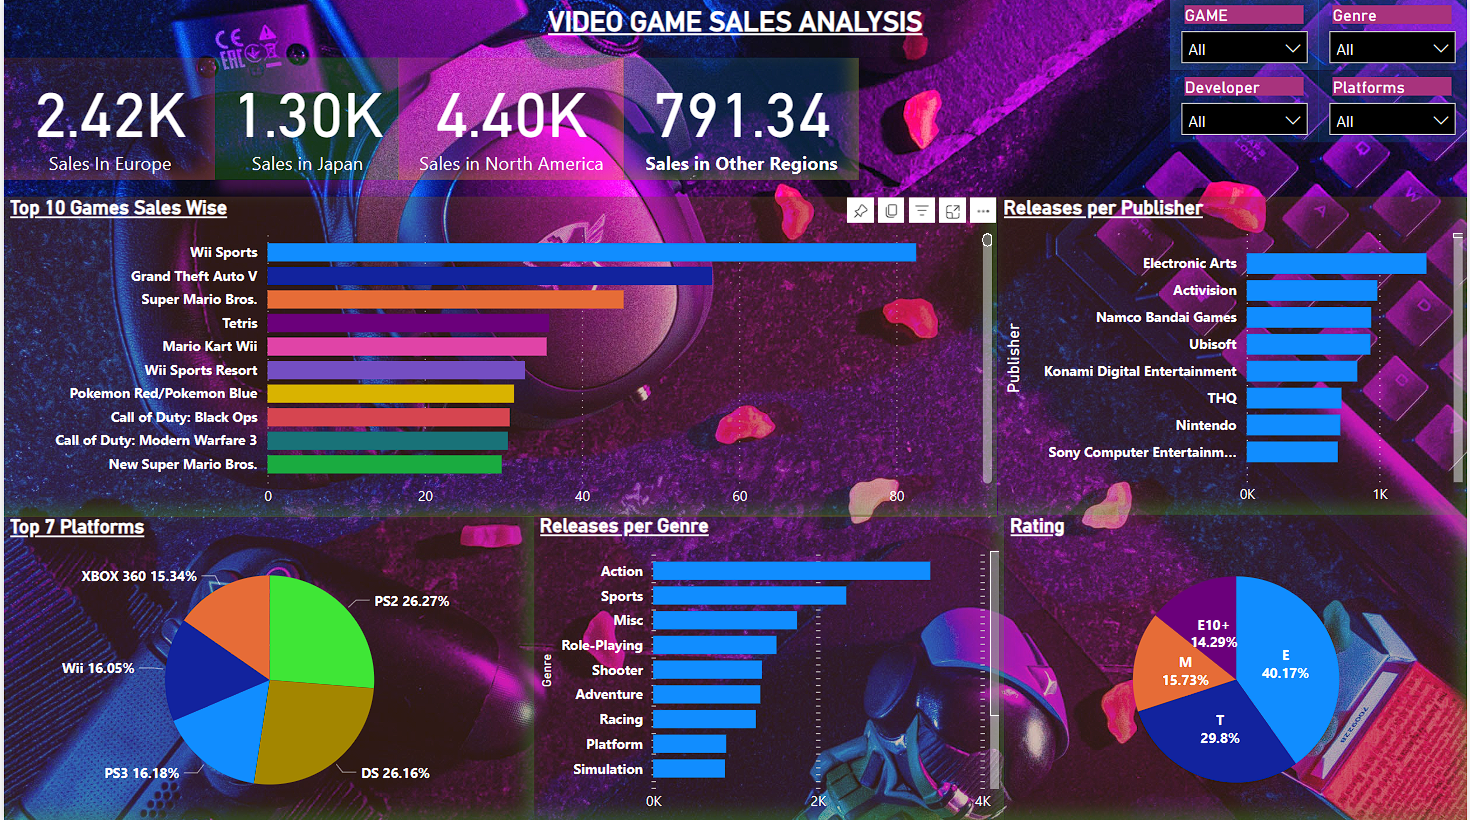 VIDEO GAME SALES ANALYSIS
GAME
Genre
All
All
Developer
Platforms
All
All
CE
EAC
2.42K
Sales In Europe
1.30K
Sales in Japan
4.40K
Sales in North America
791.34
Sales in Other Regions
Top 10 Games Sales Wise
Wii Sports
Grand Theft Auto V
Super Mario Bros.
Tetris
Mario Kart Wii
Wii Sports Resort
Pokemon Red/Pokemon Blue
Call of Duty: Black Ops
Call of Duty: Modern Warfare 3
New Super Mario Bros.
0 20 40 60 80
Releases per Publisher
Publisher
Electronic Arts
Activision
Namco Bandai Games
Ubisoft
Konami Digital Entertainment
THQ
Nintendo
Sony Computer Entertainm...
0K 1K
Top 7 Platforms
XBOX 360 15.34%
PS2 26.27%
Wii 16.05%
PS3 16.18%
DS 26.16%
Releases per Genre
Genre
Action
Sports
Misc
Role-Playing
Shooter
Adventure
Racing
Platform
Simulation
0K 2K 4K
Rating
E10+
14.29%
E
40.17%
M
15.73%
T
29.8%